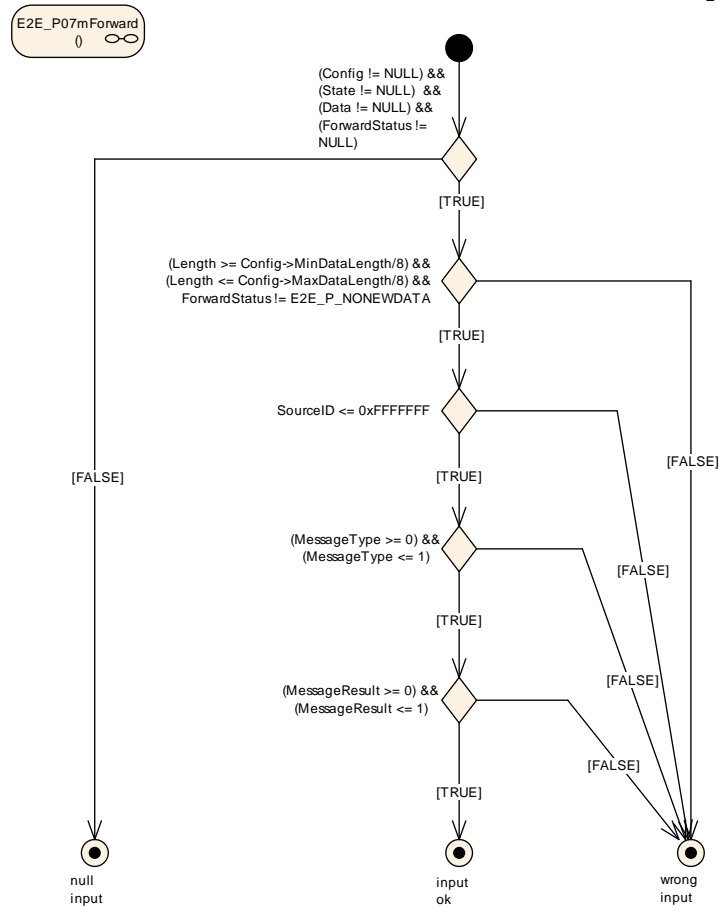 E2E_P07mForward
()
(Config != NULL) &&
(State != NULL) &&
(Data != NULL) &&
(ForwardStatus !=
NULL)
[TRUE]
(Length >= Config->MinDataLength/8) &&
(Length <= Config->MaxDataLength/8) &&
ForwardStatus != E2E_P_NONEWDATA
[TRUE]
SourceID <= 0xFFFFFFF
[FALSE]
[FALSE]
[TRUE]
(MessageType >= 0) &&
(MessageType <= 1)
[FALSE]
[TRUE]
(MessageResult >= 0) &&
(MessageResult <= 1)
[FALSE]
[FALSE]
[TRUE]
null
input
input
ok
wrong
input